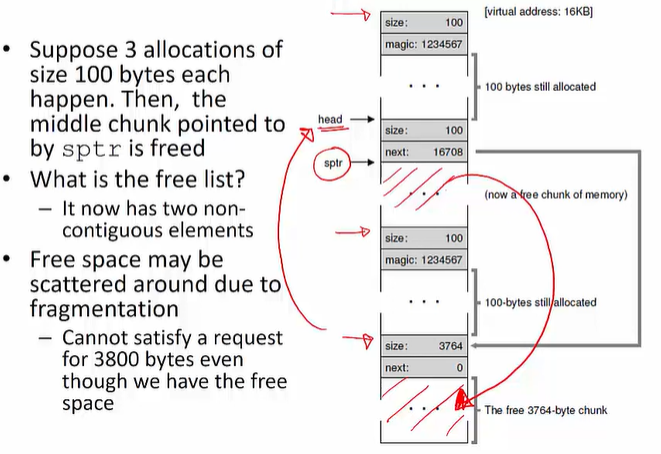 • Suppose 3 allocations of
size 100 bytes each
happen. Then, the
middle chunk pointed to
by sptr is freed
• What is the free list?
– It now has two non-
contiguous elements
• Free space may be
scattered around due to
fragmentation
– Cannot satisfy a request
for 3800 bytes even
though we have the free
space
size: 100
[virtual address: 16KB]
magic: 1234567
. . .
100 bytes still allocated
head
size: 100
next: 16708
sptr
. . .
(now a free chunk of memory)
size: 100
magic: 1234567
. . .
100-bytes still allocated
size: 3764
next: 0
. . .
The free 3764-byte chunk